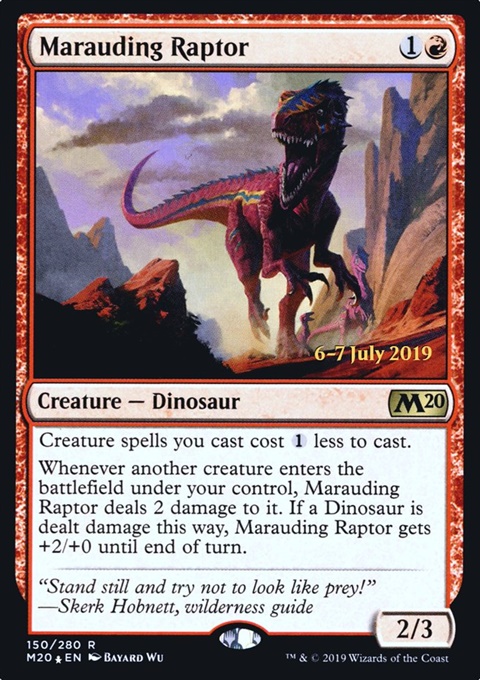 Marauding Raptor 1
6–7 July 2019
Creature — Dinosaur M20
Creature spells you cast cost 1 less to cast.
Whenever another creature enters the
battlefield under your control, Marauding
Raptor deals 2 damage to it. If a Dinosaur is
dealt damage this way, Marauding Raptor gets
+2/+0 until end of turn.
“Stand still and try not to look like prey!”
—Skerk Hobnett, wilderness guide
2/3
150/280 R
M20★EN Bayard Wu ™ & © 2019 Wizards of the Coast